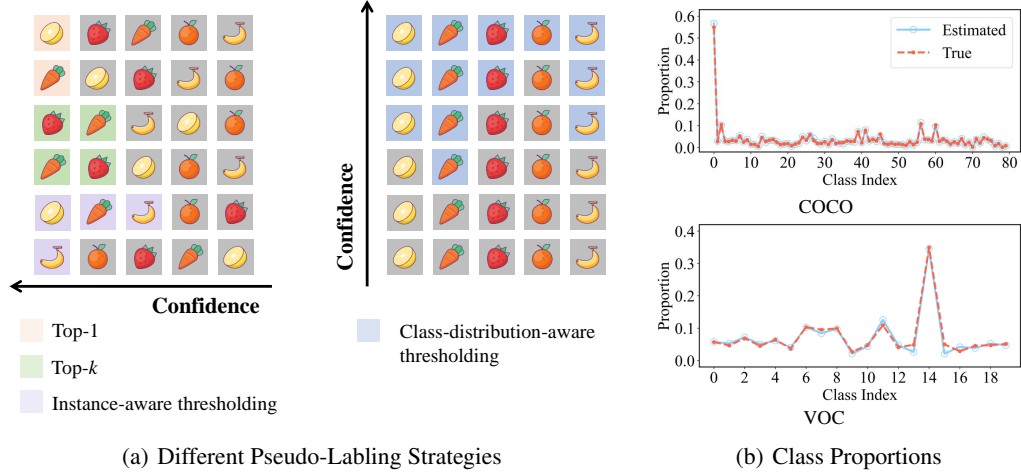 Confidence
Top-1
Top-k
Instance-aware thresholding
Confidence
Class-distribution-aware
thresholding
(a) Different Pseudo-Labling Strategies
0.6
0.5
0.4
0.3
0.2
0.1
0.0
Proportion
Estimated
True
0 10 20 30 40 50 60 70 80
Class Index
COCO
0.4
0.3
0.2
0.1
0.0
Proportion
0 2 4 6 8 10 12 14 16 18
Class Index
VOC
(b) Class Proportions